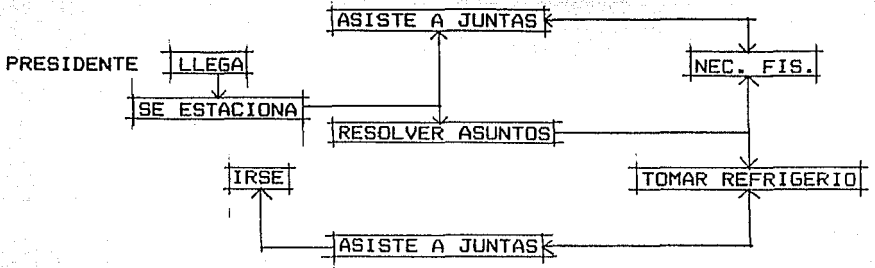 ASISTE A JUNTAS
PRESIDENTE LLEGA
NEC. FIS.
SE ESTACIONA
RESOLVER ASUNTOS
IRSE
TOMAR REFRIGERIO
ASISTE A JUNTAS